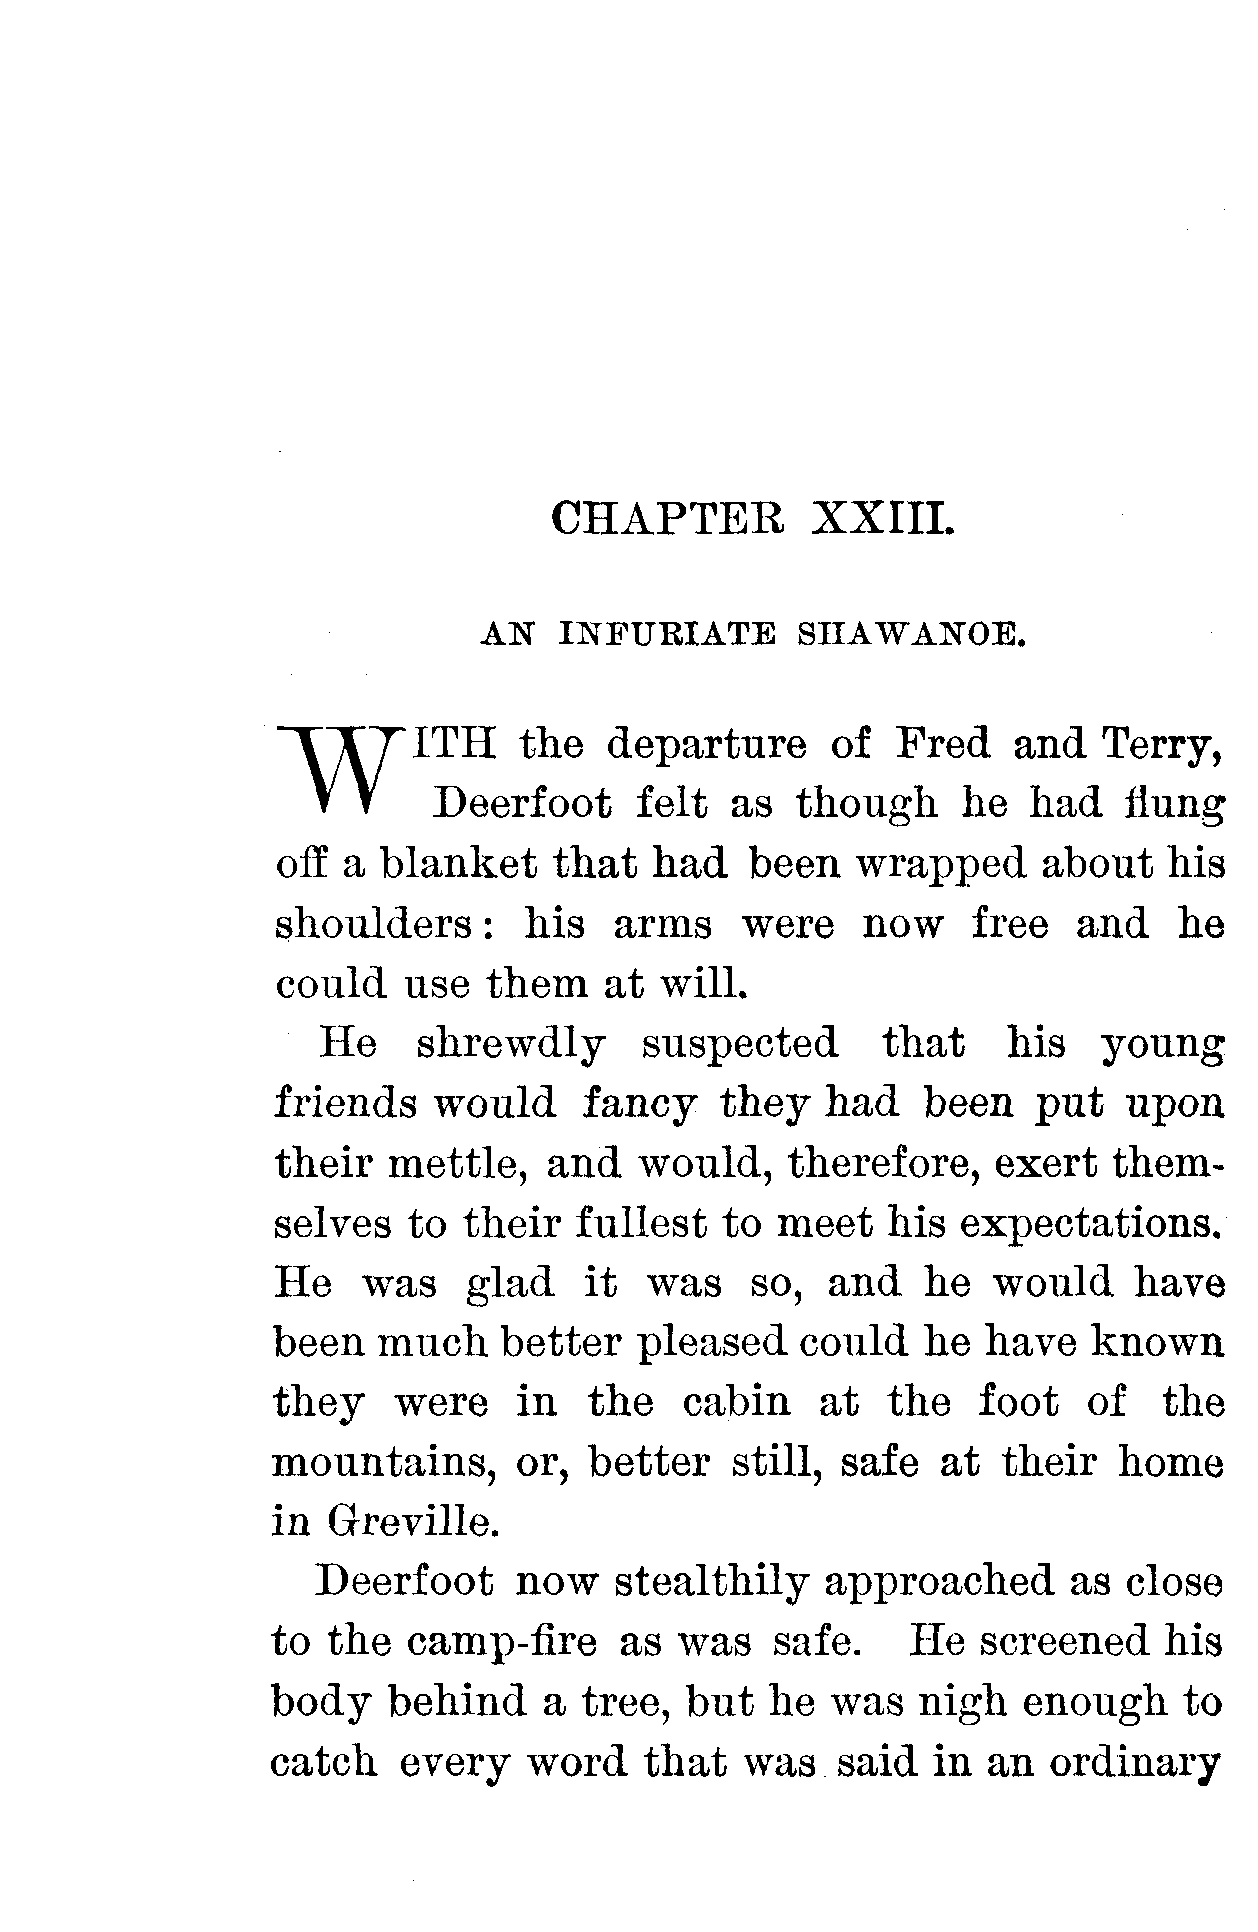 CHAPTER XXIII.
AN INFURIATE SHAWANOE.
WITH the departure of Fred and Terry,
Deerfoot felt as though he had flung
off a blanket that had been wrapped about his
shoulders: his arms were now free and he
could use them at will.
He shrewdly suspected that his young
friends would fancy they had been put upon
their mettle, and would, therefore, exert them-
selves to their fullest to meet his expectations.
He was glad it was so, and he would have
been much better pleased could he have known
they were in the cabin at the foot of the
mountains, or, better still, safe at their home
in Greville.
Deerfoot now stealthily approached as close
to the camp-fire as was safe. He screened his
body behind a tree, but he was nigh enough to
catch every word that was said in an ordinary